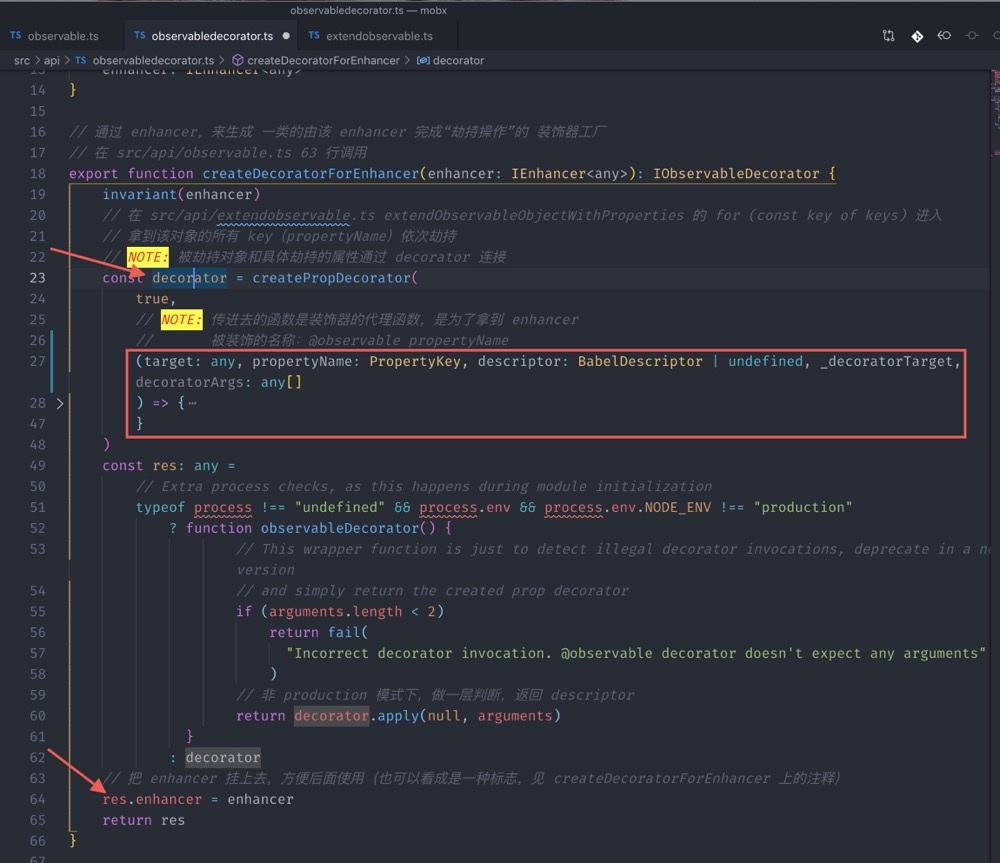 observabledecorator.ts — mobx
TS observable.ts TS observabledecorator.ts TS extendobservable.ts
src > api > TS observabledecorator.ts > createDecoratorForEnhancer > decorator
13 enhancer: IEnhancer<any>
14 }
15
16 // 通过 enhancer，来生成 一类的由该 enhancer 完成“劫持操作”的 装饰器工厂
17 // 在 src/api/observable.ts 63 行调用
18 export function createDecoratorForEnhancer(enhancer: IEnhancer<any>): IObservableDecorator {
19 invariant(enhancer)
20 // 在 src/api/extendobservable.ts extendObservableObjectWithProperties 的 for（const key of keys）进入
21 // 拿到该对象的所有 key（propertyName）依次劫持
22 // NOTE: 被劫持对象和具体劫持的属性通过 decorator 连接
23 const decorator = createPropDecorator(
24 true,
25 // NOTE: 传进去的函数是装饰器的代理函数，是为了拿到 enhancer
26 // 被装饰的名称：@observable propertyName
27 (target: any, propertyName: PropertyKey, descriptor: BabelDescriptor | undefined, _decoratorTarget,
decoratorArgs: any[]
28 ) => {⋯
47 }
48 )
49 const res: any =
50 // Extra process checks, as this happens during module initialization
51 typeof process !== "undefined" && process.env && process.env.NODE_ENV !== "production"
52 ? function observableDecorator() {
53 // This wrapper function is just to detect illegal decorator invocations, deprecate in a
version
54 // and simply return the created prop decorator
55 if (arguments.length < 2)
56 return fail(
57 "Incorrect decorator invocation. @observable decorator doesn't expect any arguments"
58 )
59 // 非 production 模式下，做一层判断，返回 descriptor
60 return decorator.apply(null, arguments)
61 }
62 : decorator
63 // 把 enhancer 挂上去，方便后面使用（也可以看成是一种标志，见 createDecoratorForEnhancer 上的注释）
64 res.enhancer = enhancer
65 return res
66 }
67